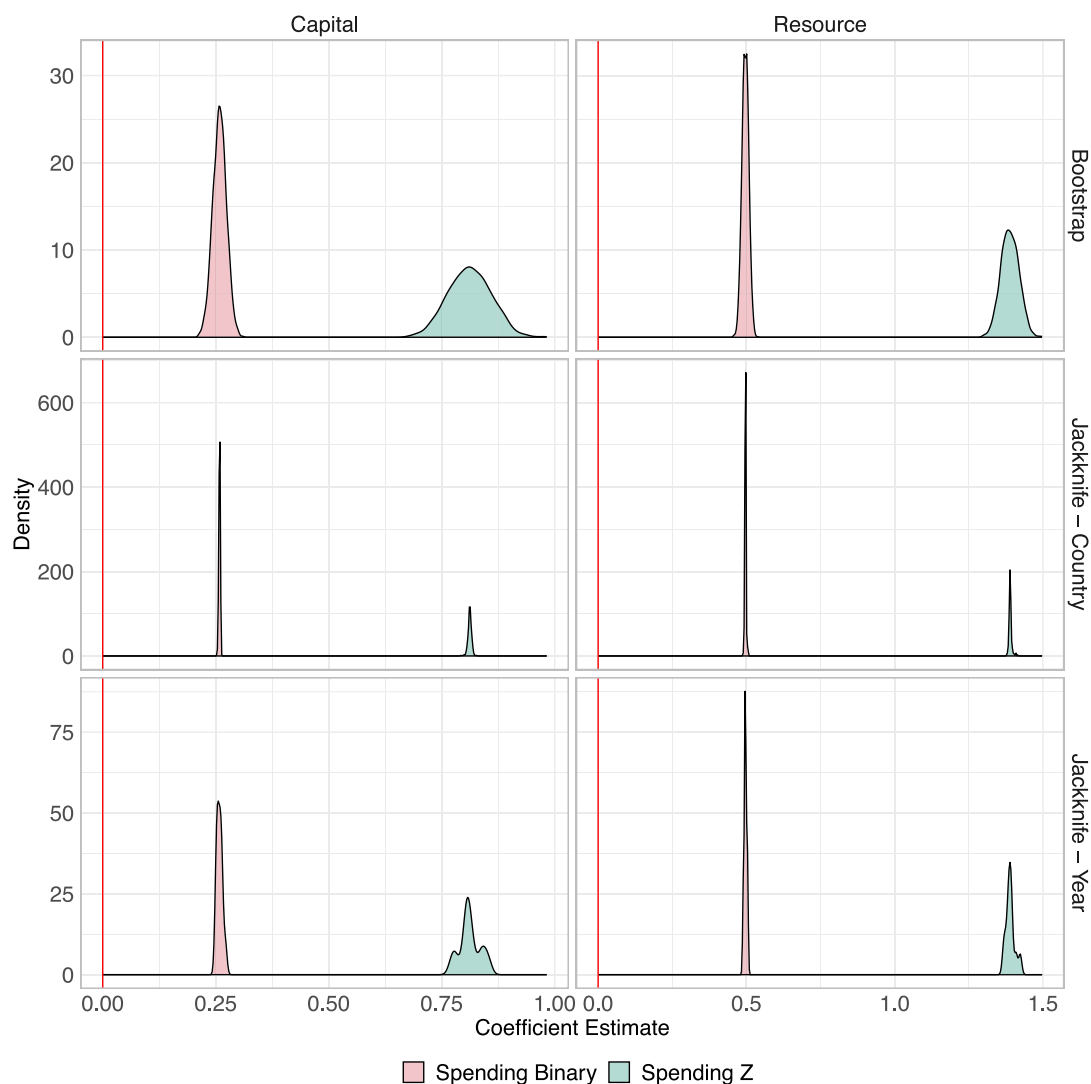 Capital Resource
30
20
10
0
Bootstrap
600
400
200
0
Jackknife – Country
75
50
25
0
Jackknife – Year
Density
0.00 0.25 0.50 0.75 1.00 0.0 0.5 1.0 1.5
Coefficient Estimate
Spending Binary Spending Z